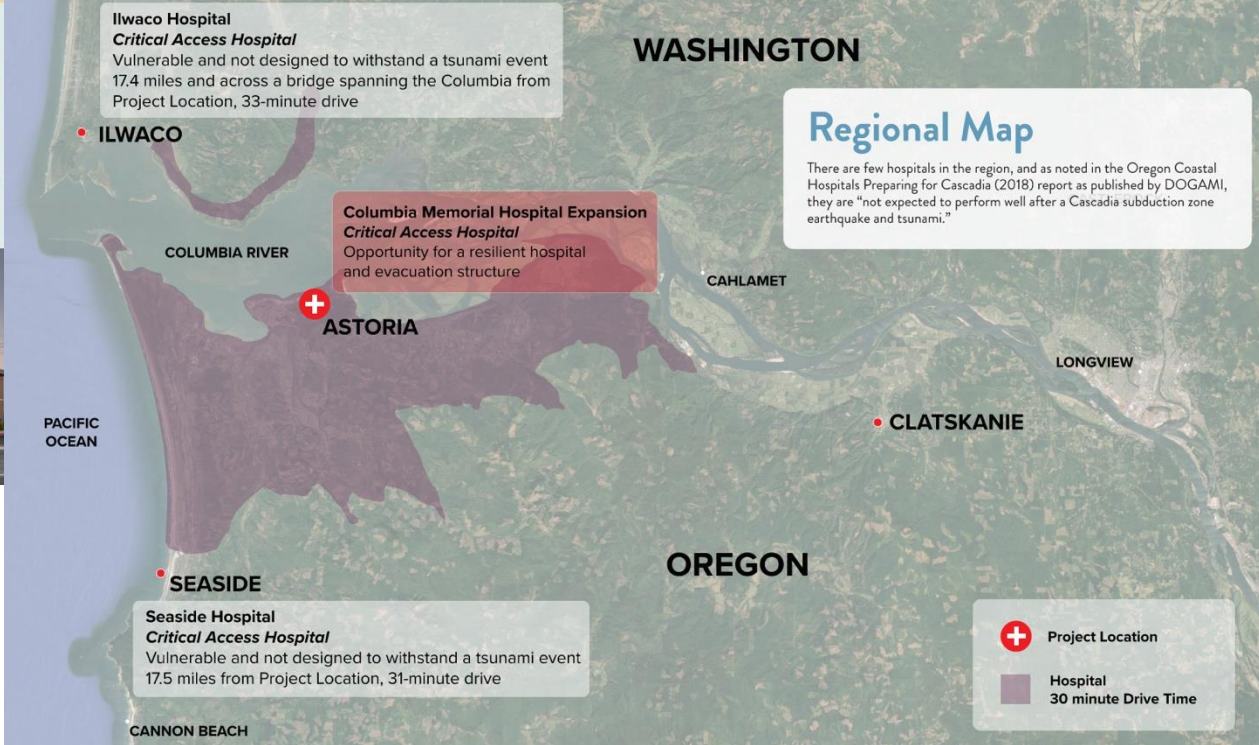 Ilwaco Hospital
Critical Access Hospital
Vulnerable and not designed to withstand a tsunami event
17.4 miles and across a bridge spanning the Columbia from
Project Location, 33-minute drive
WASHINGTON
ILWACO
Regional Map
There are few hospitals in the region, and as noted in the Oregon Coastal
Hospitals Preparing for Cascadia (2018) report as published by DOGAMI,
they are “not expected to perform well after a Cascadia subduction zone
earthquake and tsunami.”
Columbia Memorial Hospital Expansion
Critical Access Hospital
Opportunity for a resilient hospital
and evacuation structure
COLUMBIA RIVER
CAHLAMET
ASTORIA
LONGVIEW
PACIFIC
OCEAN
CLATSKANIE
OREGON
SEASIDE
Seaside Hospital
Critical Access Hospital
Vulnerable and not designed to withstand a tsunami event
17.5 miles from Project Location, 31-minute drive
Project Location
Hospital
30 minute Drive Time
CANNON BEACH